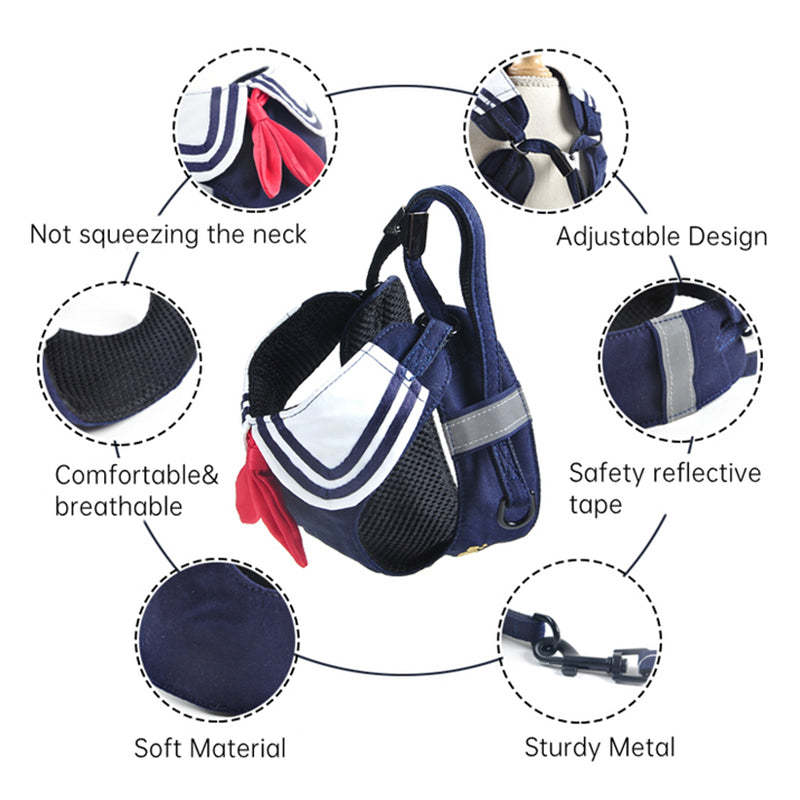 Not squeezing the neck
Adjustable Design
Comfortable&
breathable
Safety reflective
tape
Soft Material
Sturdy Metal